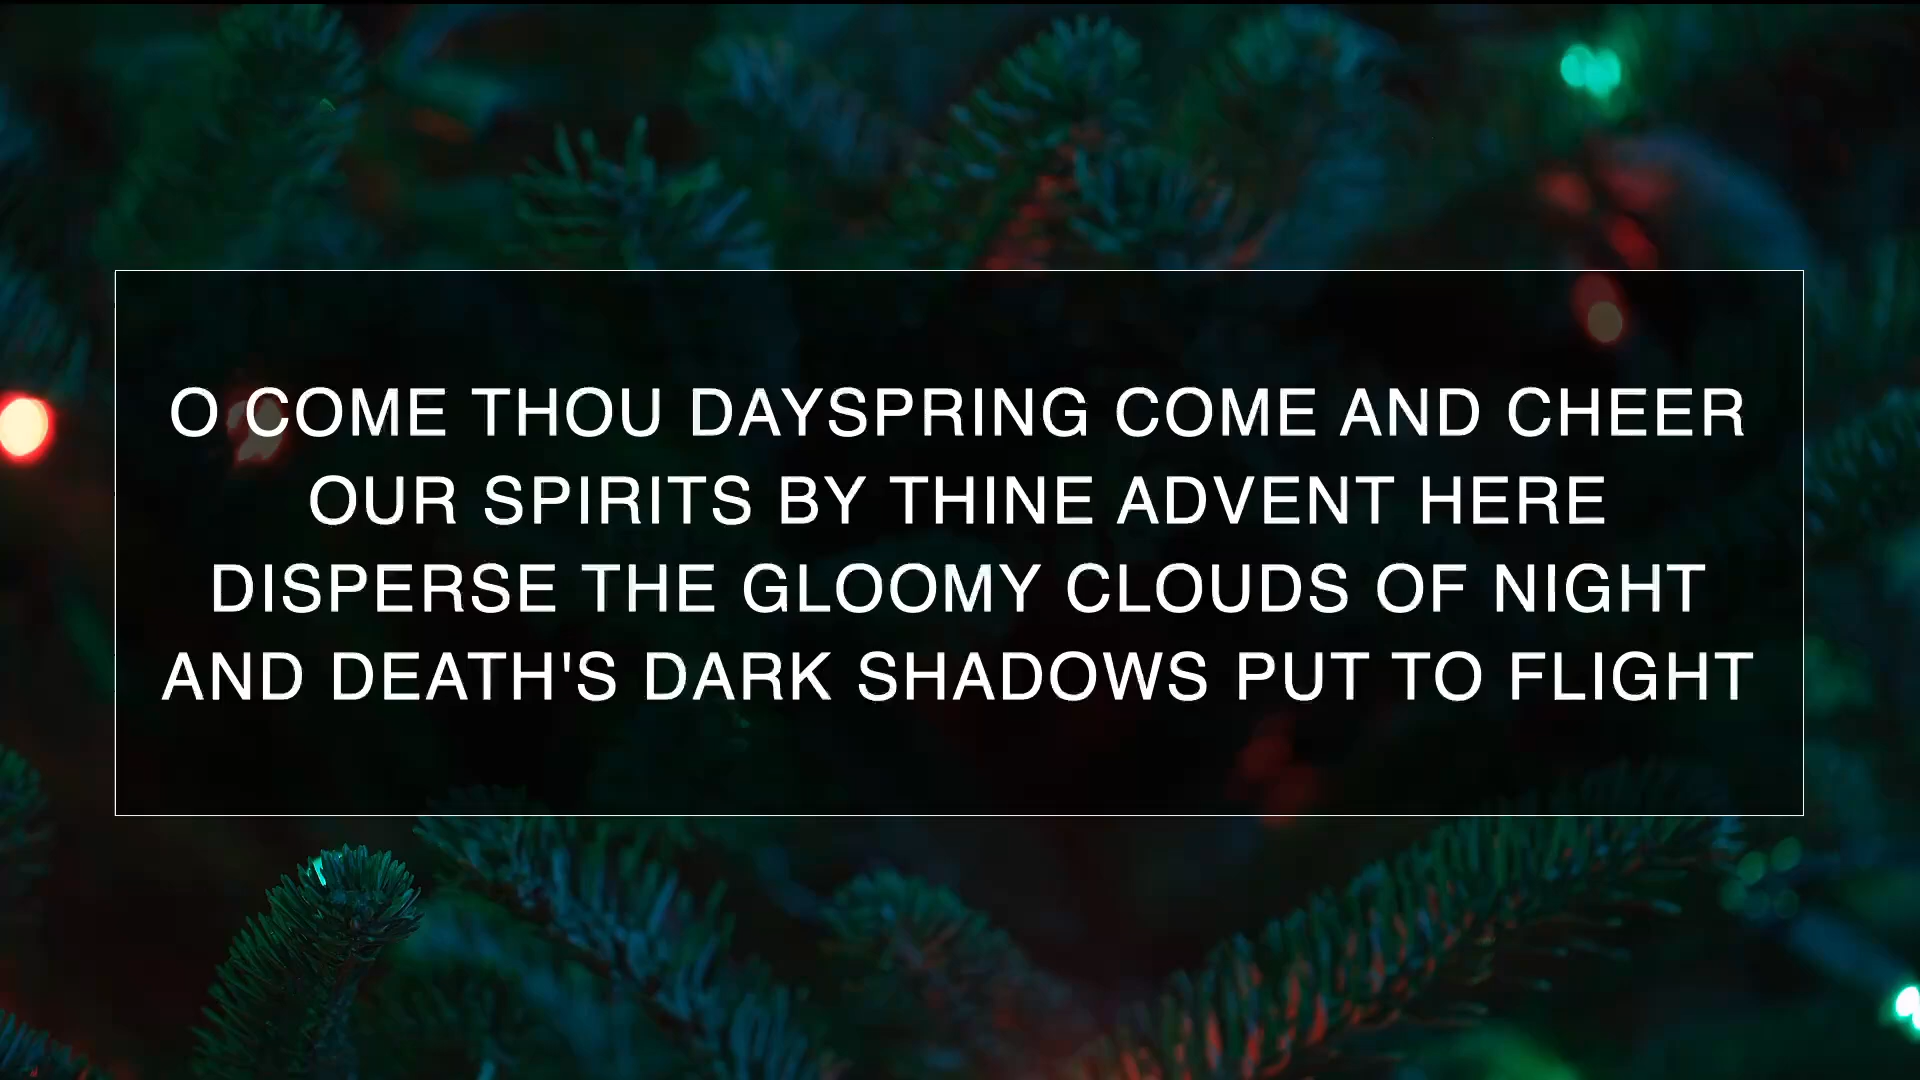 O COME THOU DAYSPRING COME AND CHEER
OUR SPIRITS BY THINE ADVENT HERE
DISPERSE THE GLOOMY CLOUDS OF NIGHT
AND DEATH'S DARK SHADOWS PUT TO FLIGHT